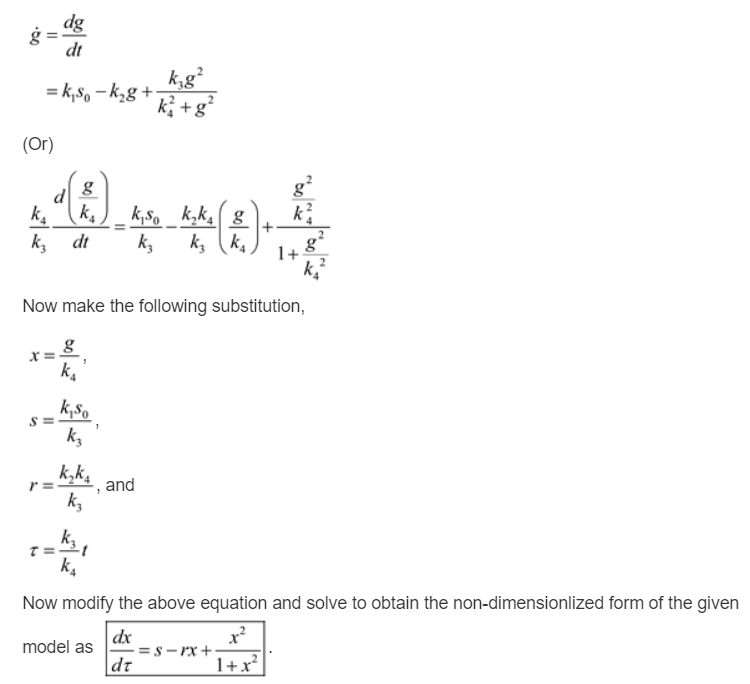 ġ = dg/dt
= k₁s₀ − k₂g + k₃g²/(k₄² + g²)
(Or)
(k₄/k₃) d(g/k₄)/dt = k₁s₀/k₃ − (k₂k₄/k₃)(g/k₄) + (g²/k₄²)/(1 + g²/k₄²)
Now make the following substitution,
x = g/k₄,
s = k₁s₀/k₃,
r = k₂k₄/k₃, and
τ = (k₃/k₄)t
Now modify the above equation and solve to obtain the non-dimensionlized form of the given
model as dx/dτ = s − rx + x²/(1 + x²).